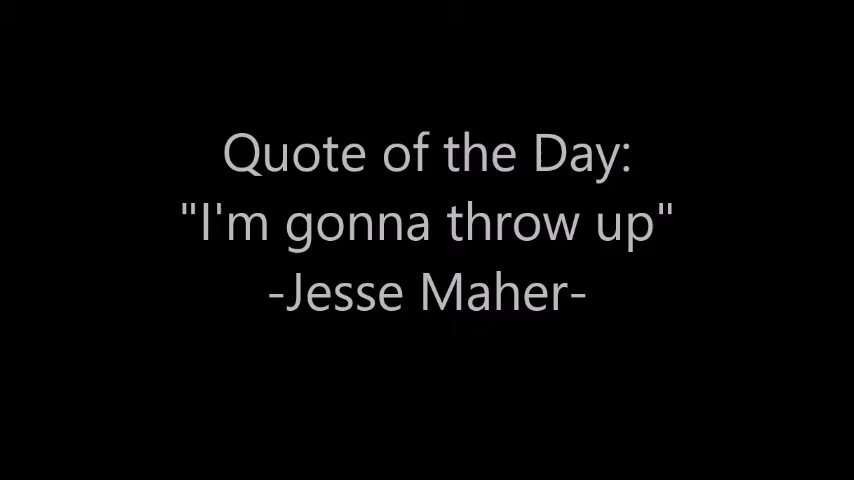 Quote of the Day:
"I'm gonna throw up"
-Jesse Maher-